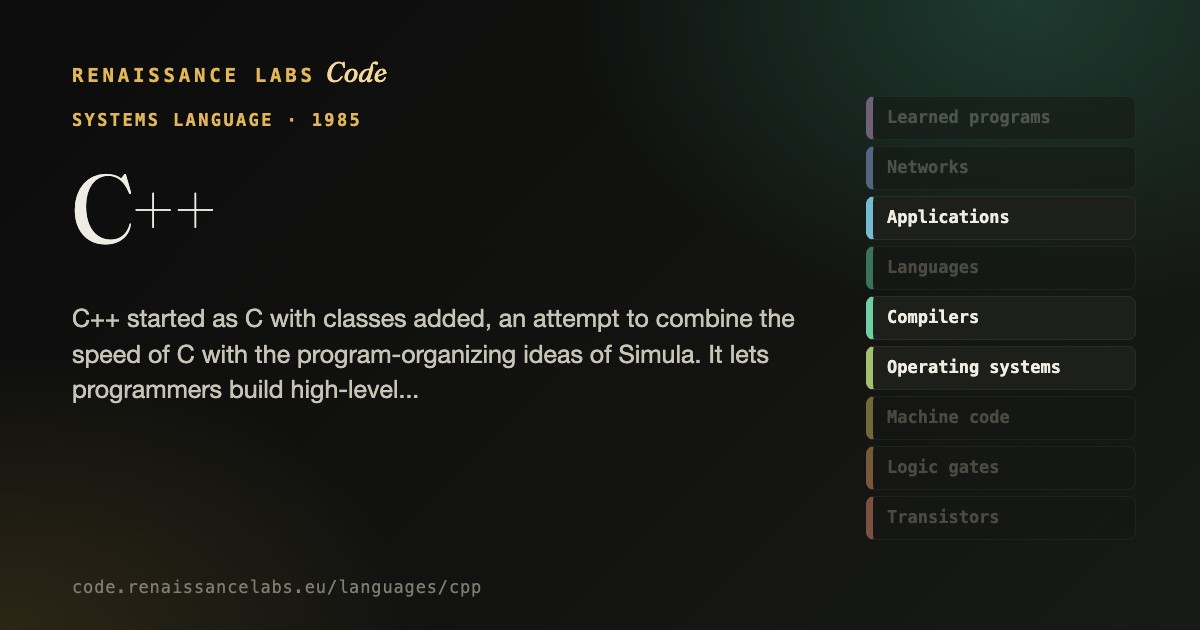 RENAISSANCE LABS Code
SYSTEMS LANGUAGE · 1985
C++
C++ started as C with classes added, an attempt to combine the
speed of C with the program-organizing ideas of Simula. It lets
programmers build high-level...
Learned programs
Networks
Applications
Languages
Compilers
Operating systems
Machine code
Logic gates
Transistors
code.renaissancelabs.eu/languages/cpp